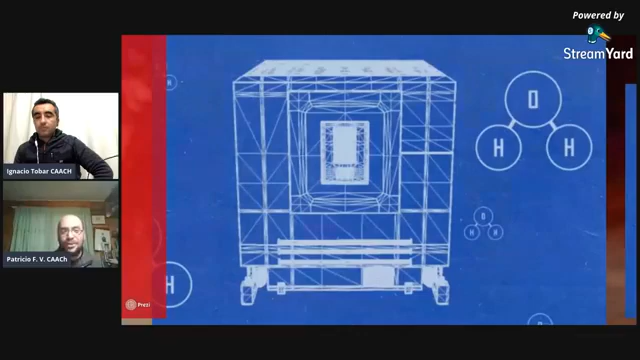 Powered by
StreamYard
Ignacio Tobar CAACH
Patricio F. V. CAACh
H
O
H
H
O
H
H
H
O
Prezi